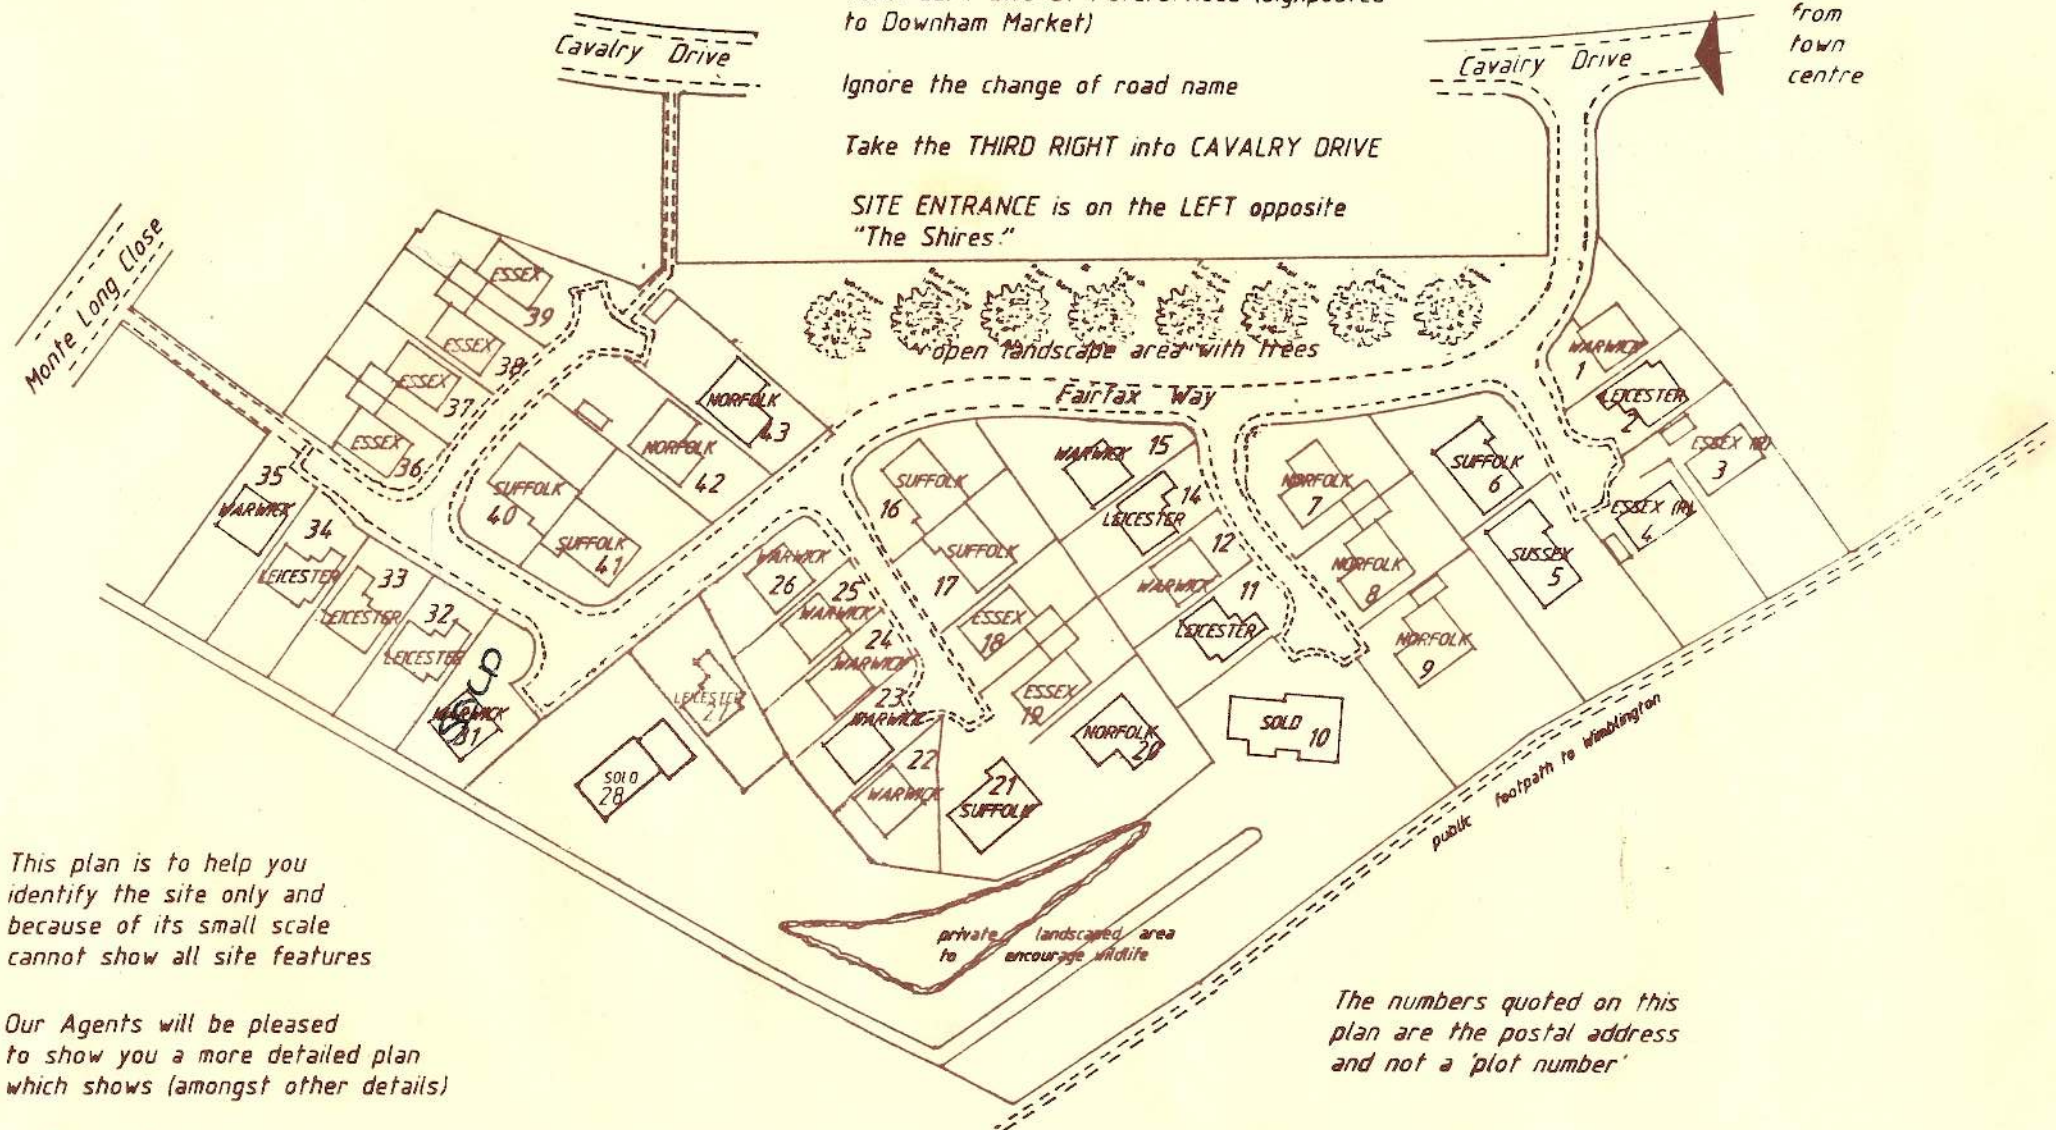 to Downham Market)
Ignore the change of road name
Take the THIRD RIGHT into CAVALRY DRIVE
SITE ENTRANCE is on the LEFT opposite
"The Shires."
from
town
centre
Cavalry Drive
Cavalry Drive
Monte Long Close
open landscape area with trees
Fairfax Way
WARWICK
1
LEICESTER
2
ESSEX (R)
3
ESSEX (R)
4
SUSSEX
5
SUFFOLK
6
NORFOLK
7
NORFOLK
8
NORFOLK
9
SOLD 10
11
LEICESTER
12
WARWICK
14
LEICESTER
WARWICK 15
SUFFOLK
16
SUFFOLK
17
ESSEX
18
ESSEX
19
NORFOLK
20
21
SUFFOLK
22
WARWICK
23
WARWICK
24
WARWICK
25
WARWICK
WARWICK
26
LEICESTER
27
SOLD
28
SOLD
WARWICK
31
32
LEICESTER
33
LEICESTER
34
LEICESTER
35
WARWICK
ESSEX
36
ESSEX
37
ESSEX
38
ESSEX
39
SUFFOLK
40
SUFFOLK
41
NORFOLK
42
NORFOLK
43
public footpath to Wimblington
private landscaped area
to encourage wildlife
This plan is to help you
identify the site only and
because of its small scale
cannot show all site features
Our Agents will be pleased
to show you a more detailed plan
which shows (amongst other details)
The numbers quoted on this
plan are the postal address
and not a 'plot number'